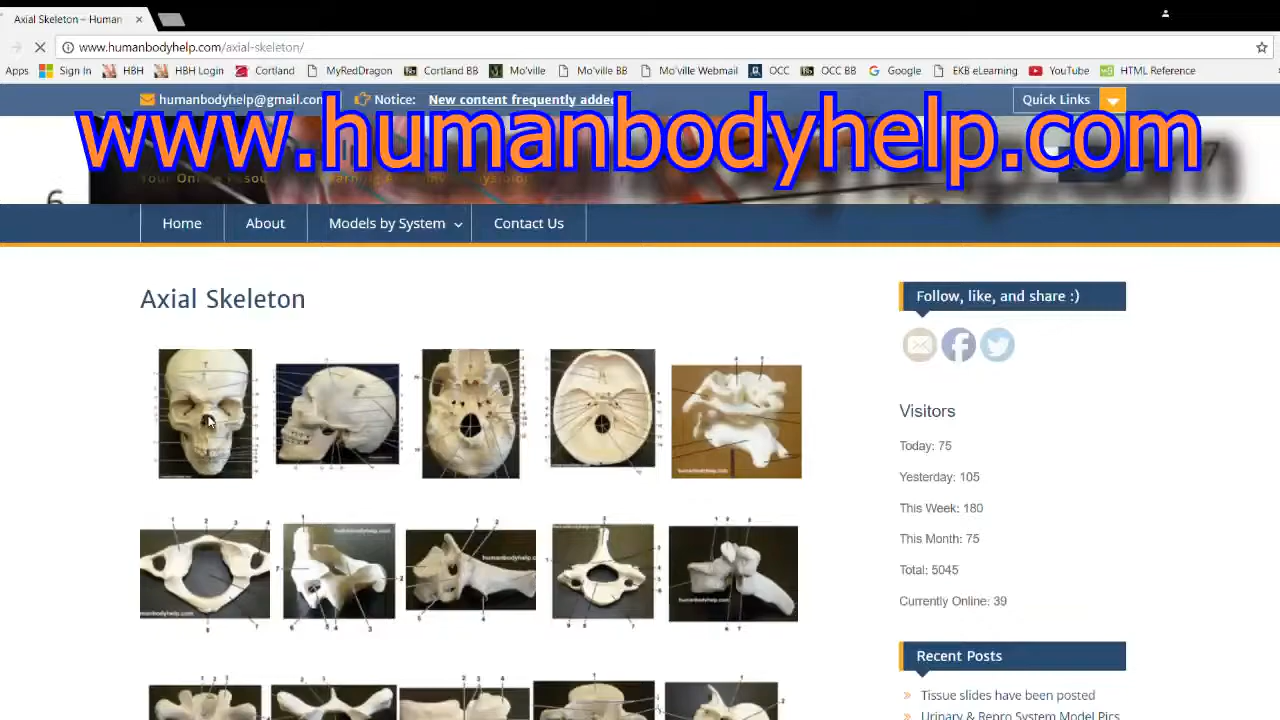 Axial Skeleton – Human
www.humanbodyhelp.com/axial-skeleton/
Apps Sign In HBH HBH Login Cortland MyRedDragon Cortland BB Mo'ville Mo'ville BB Mo'ville Webmail OCC OCC BB Google EKB eLearning YouTube HTML Reference
humanbodyhelp@gmail.com Notice: New content frequently added Quick Links
www.humanbodyhelp.com
Your Onli
Home About Models by System Contact Us
Axial Skeleton
Follow, like, and share :)
Visitors
Today: 75
Yesterday: 105
This Week: 180
This Month: 75
Total: 5045
Currently Online: 39
Recent Posts
Tissue slides have been posted
Urinary & Repro System Model Pics